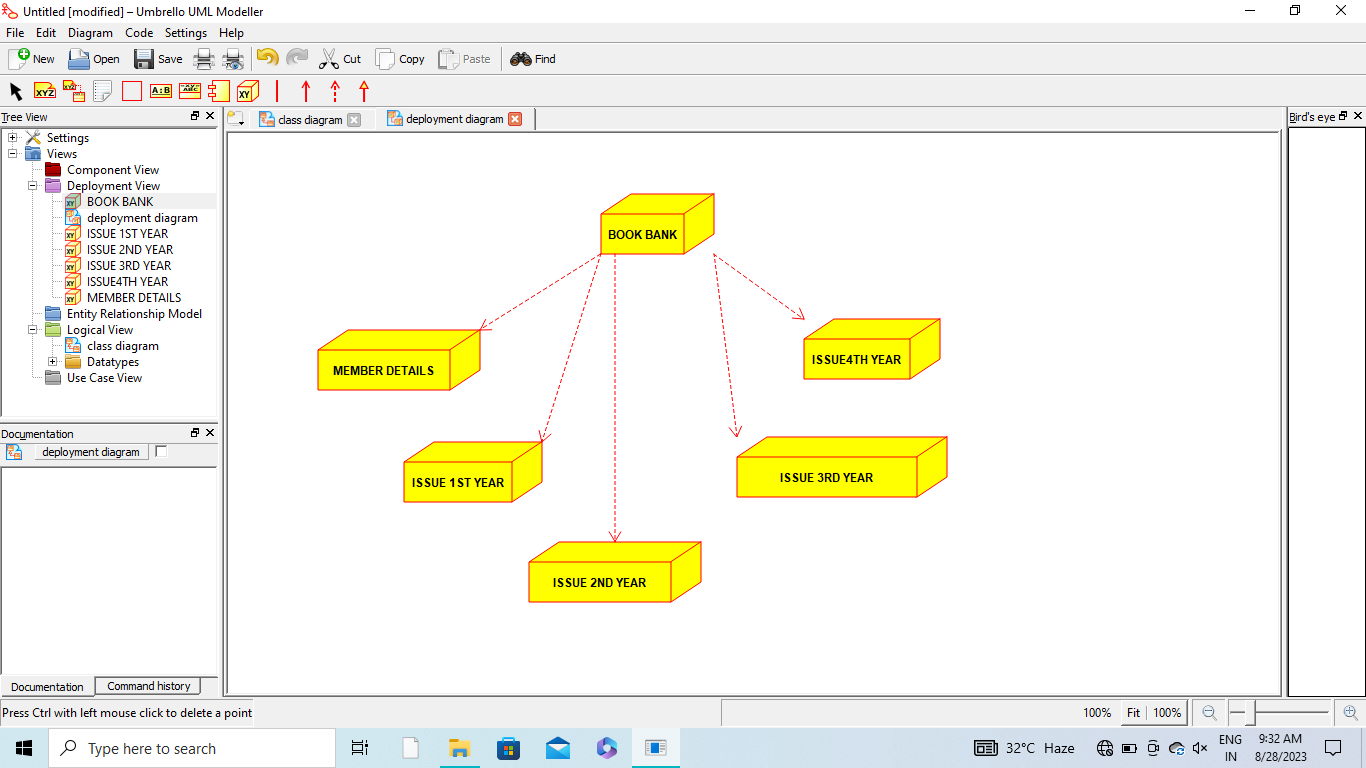 Untitled [modified] – Umbrello UML Modeller
File Edit Diagram Code Settings Help
New Open Save Cut Copy Paste Find
XYZ XYZ A:B -xy- ABC XY
Tree View
class diagram
deployment diagram
Bird's eye
Settings
Views
Component View
Deployment View
BOOK BANK
deployment diagram
ISSUE 1ST YEAR
ISSUE 2ND YEAR
ISSUE 3RD YEAR
ISSUE4TH YEAR
MEMBER DETAILS
Entity Relationship Model
Logical View
class diagram
Datatypes
Use Case View
Documentation
deployment diagram
Documentation Command history
BOOK BANK
MEMBER DETAILS
ISSUE4TH YEAR
ISSUE 1ST YEAR
ISSUE 3RD YEAR
ISSUE 2ND YEAR
Press Ctrl with left mouse click to delete a point
100% Fit 100%
Type here to search
32°C Haze
ENG
IN
9:32 AM
8/28/2023